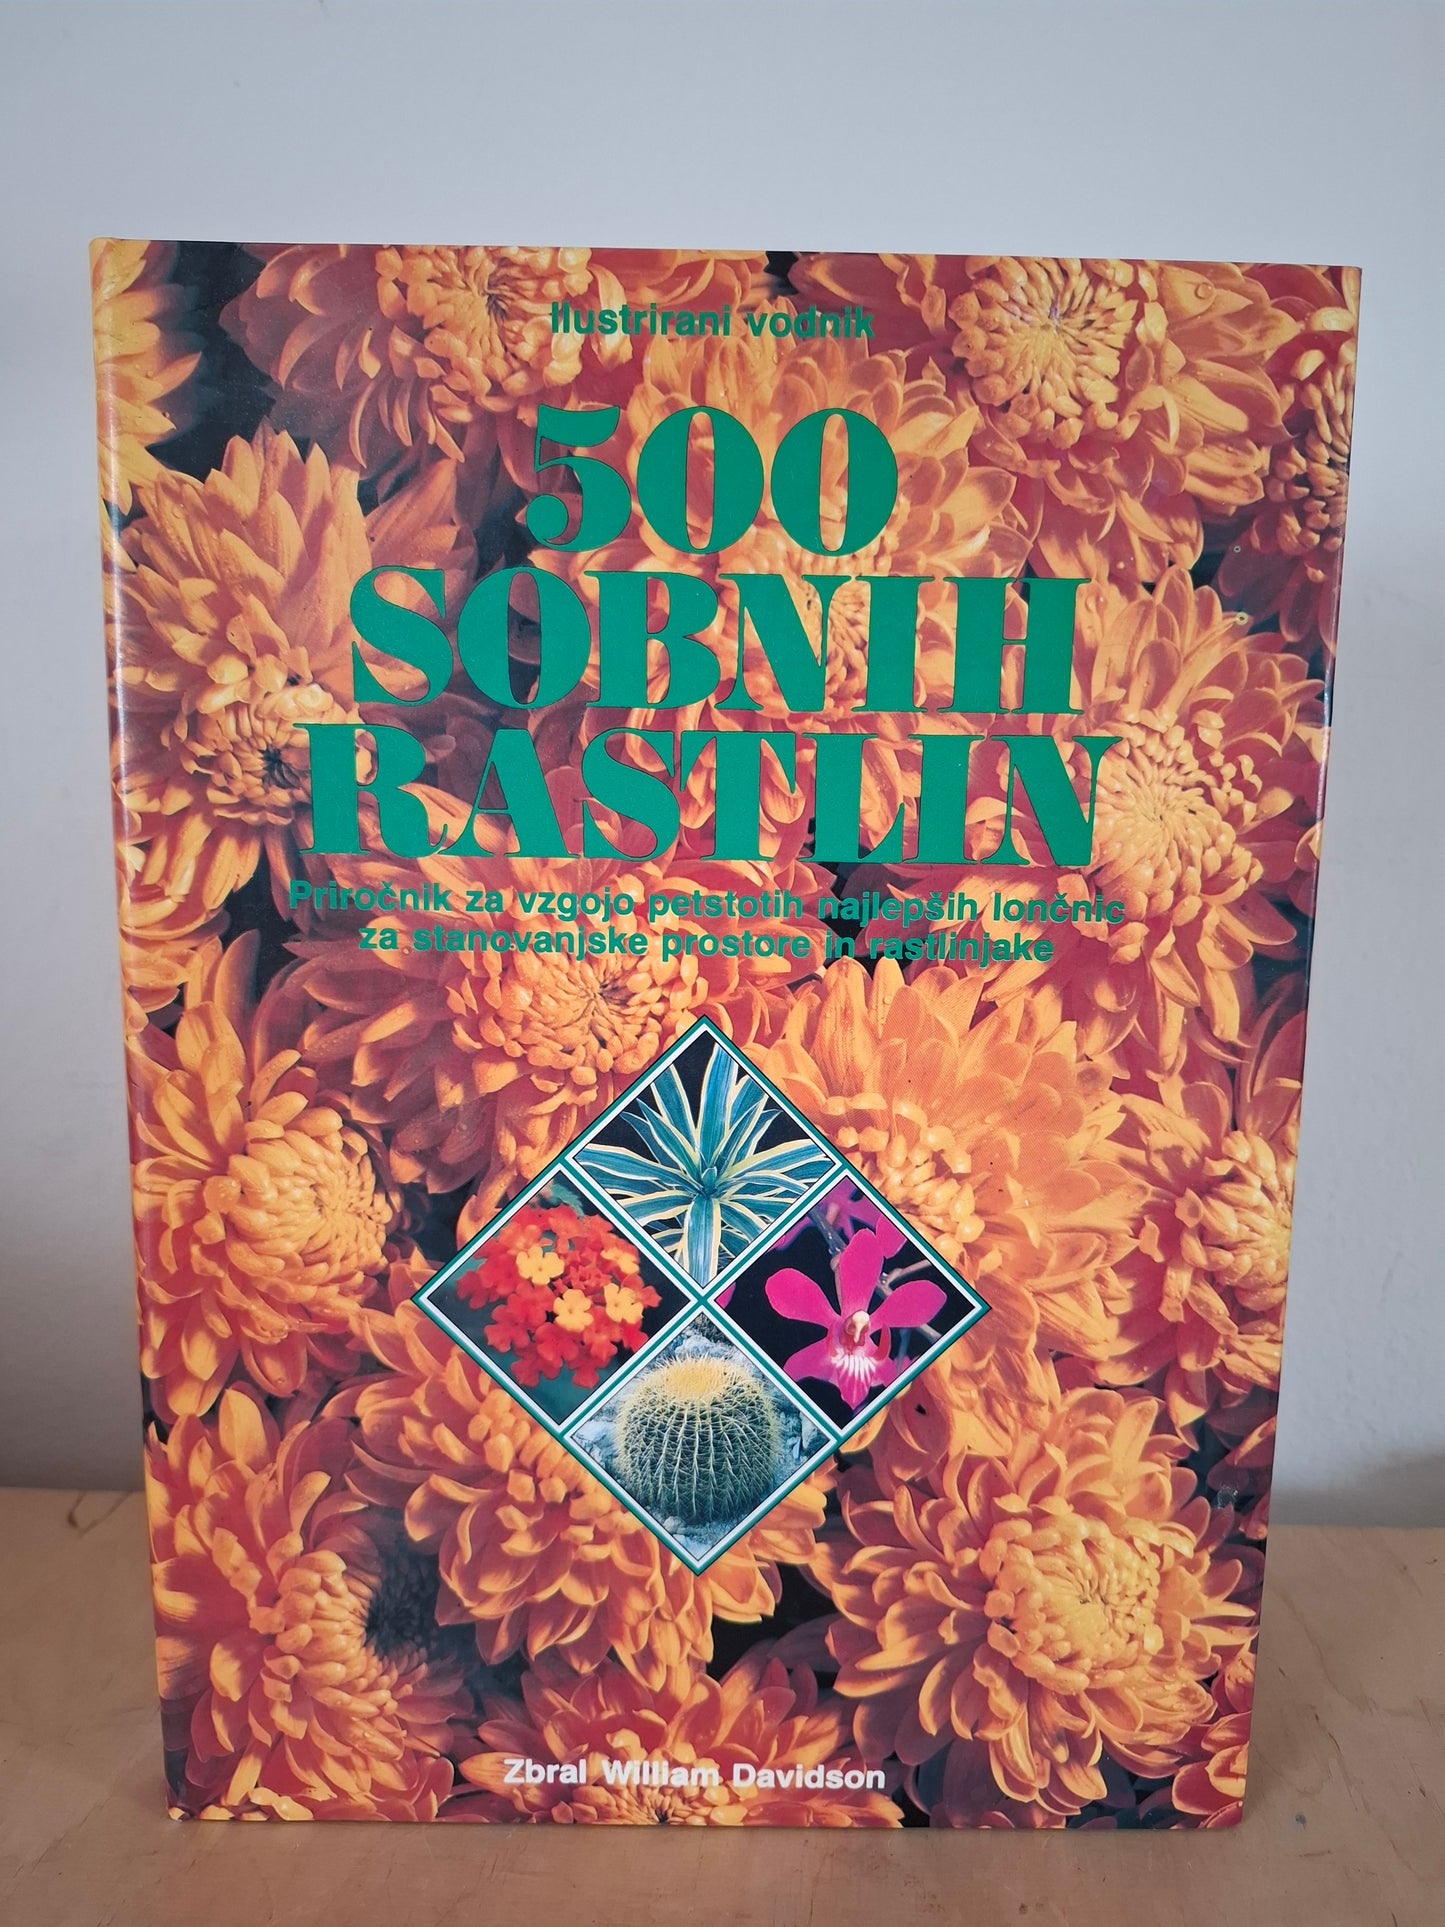 Ilustrirani vodnik
500
SOBNIH
RASTLIN
Priročnik za vzgojo petstotih najlepših lončnic
za stanovanjske prostore in rastlinjake
Zbral William Davidson